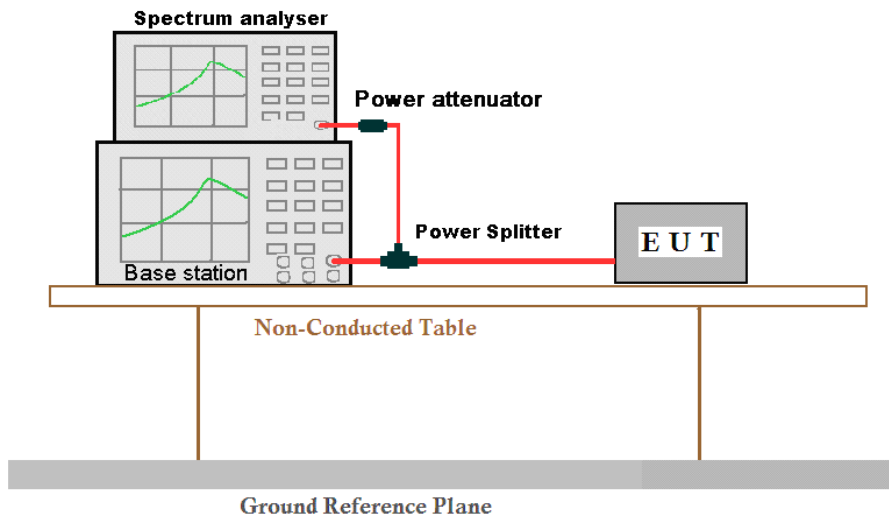 Spectrum analyser
Power attenuator
Power Splitter
E U T
Base station
Non-Conducted Table
Ground Reference Plane